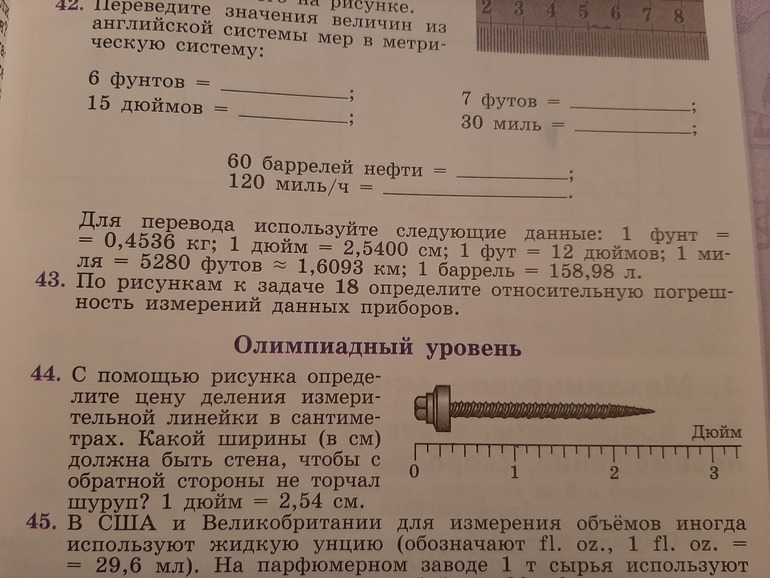 на рисунке.
42. Переведите значения величин из
английской системы мер в метри-
ческую систему:
2 3 4 5 6 7 8
6 фунтов = ;
15 дюймов = ;
7 футов = ;
30 миль = ;
60 баррелей нефти = ;
120 миль/ч = .
Для перевода используйте следующие данные: 1 фунт =
= 0,4536 кг; 1 дюйм = 2,5400 см; 1 фут = 12 дюймов; 1 ми-
ля = 5280 футов ≈ 1,6093 км; 1 баррель = 158,98 л.
43. По рисункам к задаче 18 определите относительную погреш-
ность измерений данных приборов.
Олимпиадный уровень
44. С помощью рисунка опреде-
лите цену деления измери-
тельной линейки в сантиме-
трах. Какой ширины (в см)
должна быть стена, чтобы с
обратной стороны не торчал
шуруп? 1 дюйм = 2,54 см.
Дюйм
0 1 2 3
45. В США и Великобритании для измерения объёмов иногда
используют жидкую унцию (обозначают fl. oz., 1 fl. oz. =
= 29,6 мл). На парфюмерном заводе 1 т сырья используют